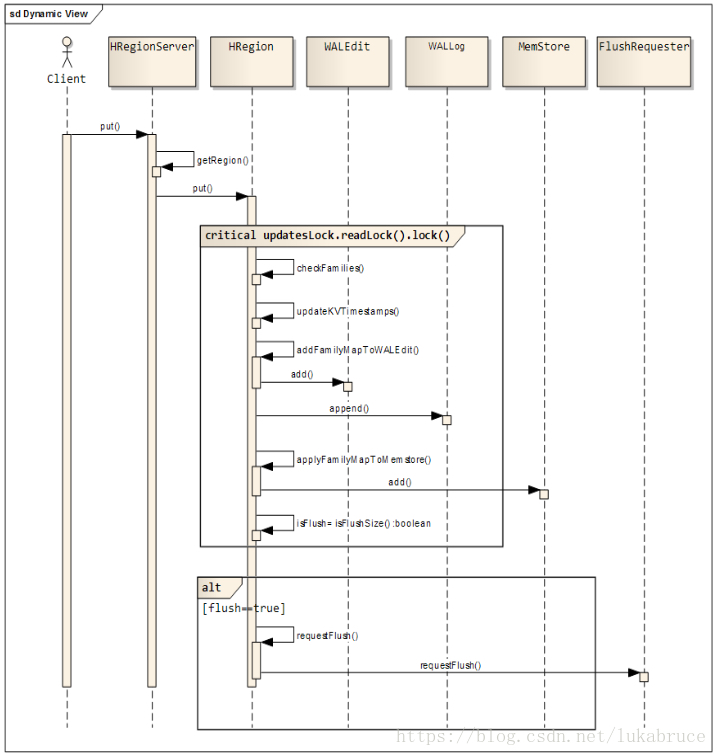 sd Dynamic View
Client
HRegionServer
HRegion
WALEdit
WALLog
MemStore
FlushRequester
put()
getRegion()
put()
critical updatesLock.readLock().lock()
checkFamilies()
updateKVTimestamps()
addFamilyMapToWALEdit()
add()
append()
applyFamilyMapToMemstore()
add()
isFlush= isFlushSize() :boolean
alt
[flush==true]
requestFlush()
requestFlush()
https://blog.csdn.net/lukabruce